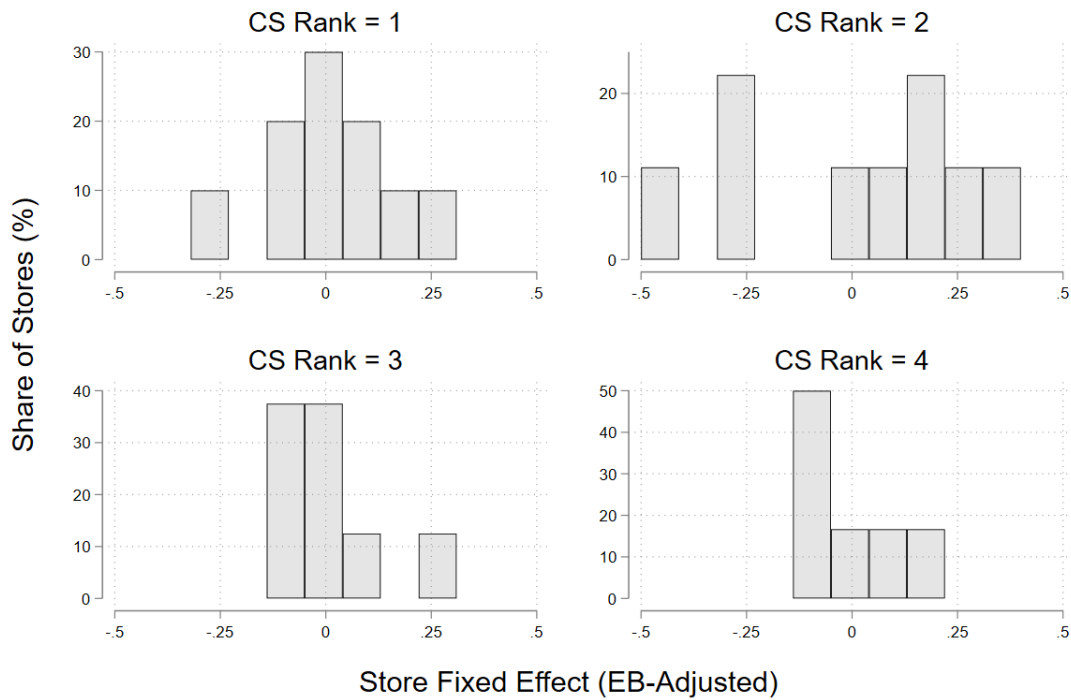 CS Rank = 1
30
20
10
0
-.5 -.25 0 .25 .5
CS Rank = 2
20
10
0
-.5 -.25 0 .25 .5
CS Rank = 3
40
30
20
10
0
-.5 -.25 0 .25 .5
CS Rank = 4
50
40
30
20
10
0
-.5 -.25 0 .25 .5
Share of Stores (%)
Store Fixed Effect (EB-Adjusted)